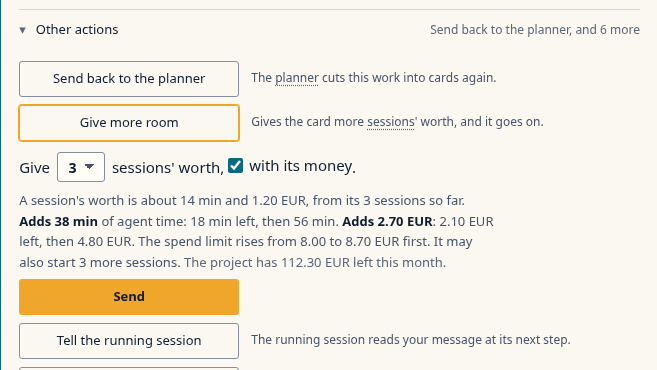 ▾ Other actions Send back to the planner, and 6 more
Send back to the planner The planner cuts this work into cards again.
Give more room Gives the card more sessions' worth, and it goes on.
Give 3 sessions' worth, with its money.
A session's worth is about 14 min and 1.20 EUR, from its 3 sessions so far.
Adds 38 min of agent time: 18 min left, then 56 min. Adds 2.70 EUR: 2.10 EUR
left, then 4.80 EUR. The spend limit rises from 8.00 to 8.70 EUR first. It may
also start 3 more sessions. The project has 112.30 EUR left this month.
Send
Tell the running session The running session reads your message at its next step.